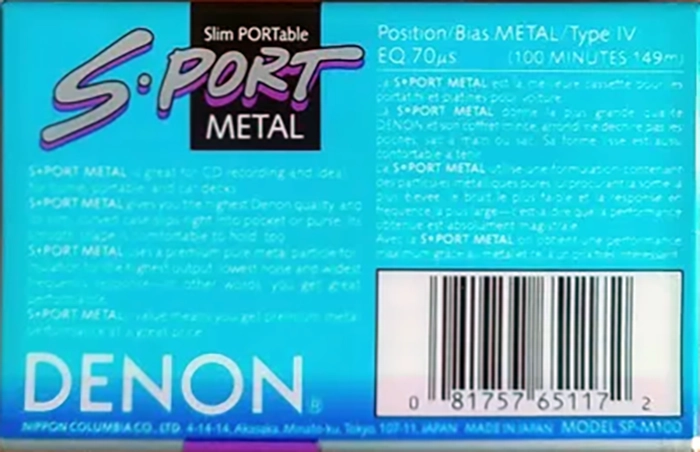 Slim PORTable
S·PORT
METAL
Position/Bias METAL/Type IV
EQ 70µs (100 MINUTES 149m)
S•PORT METAL is great for CD recording and ideal
for home, portable and car decks.
S•PORT METAL gives you the highest Denon quality and
slim, curved case slips right into pocket or purse. Its
smooth shape is comfortable to hold, too.
S•PORT METAL uses a premium pure metal particle
highest output, lowest noise and widest
frequency response—in other words, you get great
performance.
S•PORT METAL value means you get premium metal
performance at a great price.
La S•PORT METAL est la meilleure cassette pour les
portatifs et platines pour voiture.
La S•PORT METAL donne la plus grande qualité
DENON et son coffret mince, arrondi ne déchire pas les
poches, sac à main ou sac. Sa forme lisse est aussi
confortable à tenir.
La S•PORT METAL utilise une formulation contenant
des particules métalliques pures lui procurant la sortie la
plus élevée, le bruit le plus faible et la réponse en
fréquence la plus large—c'est à dire que la performance
obtenue est absolument magistrale.
Avec la S•PORT METAL on obtient une performance
maximum grâce au métal et ce, à un prix très intéressant.
DENON®
0 81757 65117 2
NIPPON COLUMBIA CO., LTD. 4-14-14, Akasaka, Minato-ku, Tokyo, 107-11, JAPAN MADE IN JAPAN MODEL SP-M100